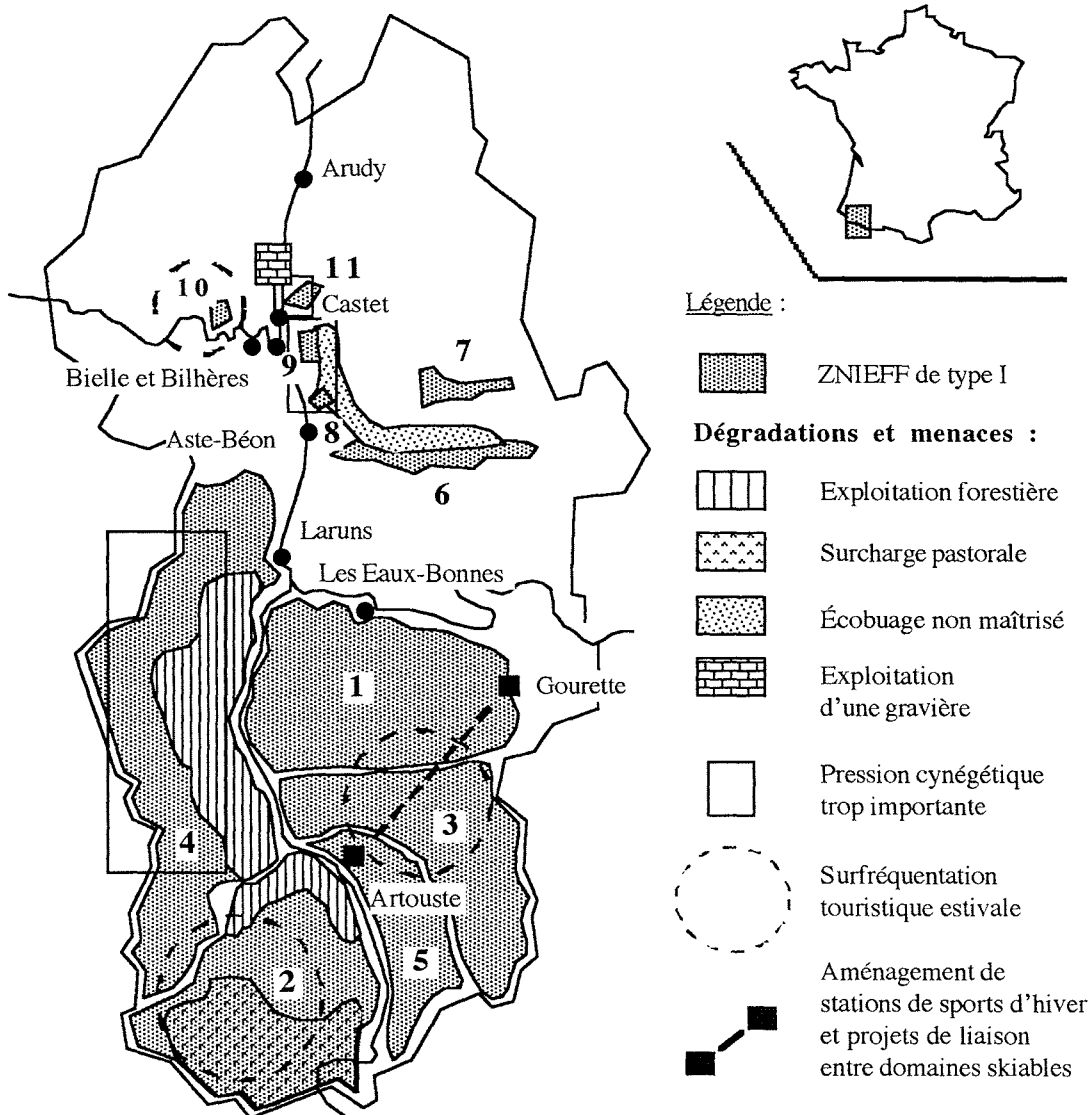 Arudy
11
10
Castet
7
9
Bielle et Bilhères
8
Aste-Béon
6
Laruns
Les Eaux-Bonnes
1
Gourette
3
4
Artouste
5
2
Légende :
ZNIEFF de type I
Dégradations et menaces :
Exploitation forestière
Surcharge pastorale
Écobuage non maîtrisé
Exploitation
d'une gravière
Pression cynégétique
trop importante
Surfréquentation
touristique estivale
Aménagement de
stations de sports d'hiver
et projets de liaison
entre domaines skiables